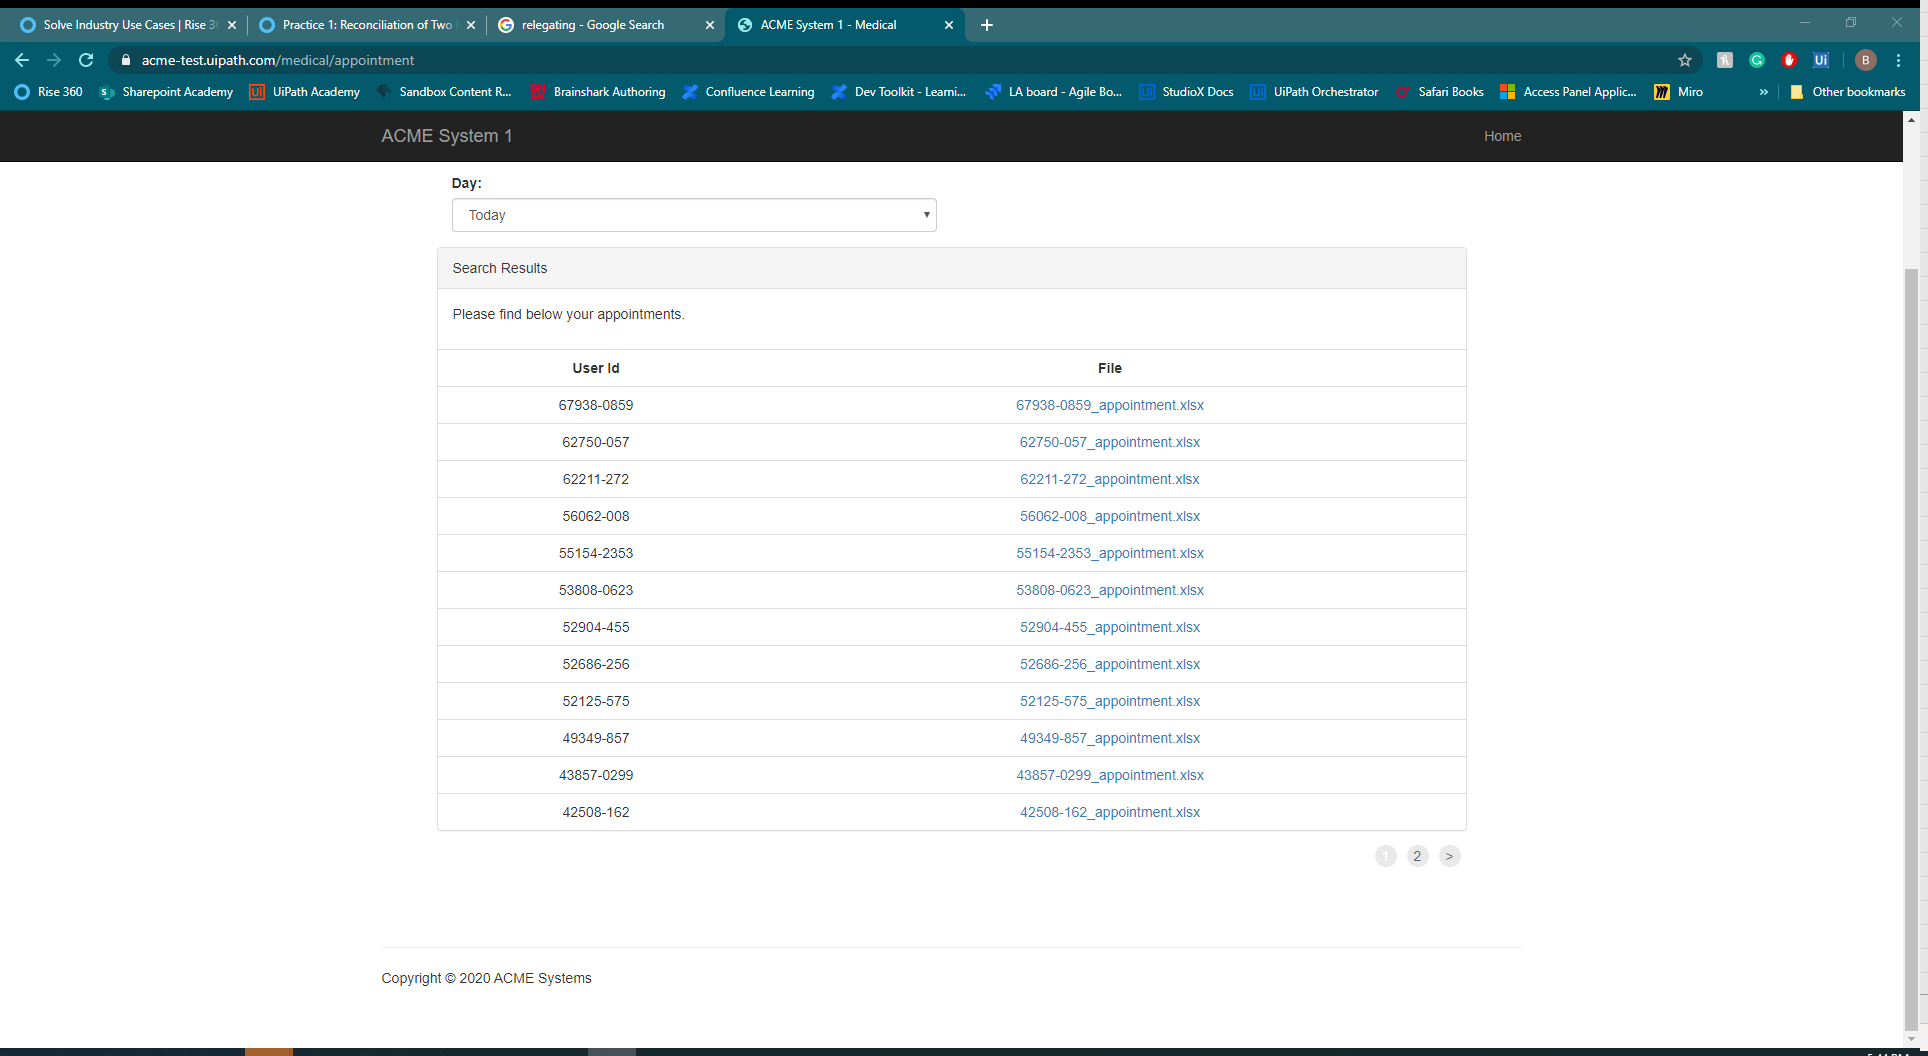 Solve Industry Use Cases | Rise 3
Practice 1: Reconciliation of Two
relegating - Google Search
ACME System 1 - Medical
acme-test.uipath.com/medical/appointment
B
Rise 360
Sharepoint Academy
UiPath Academy
Sandbox Content R...
Brainshark Authoring
Confluence Learning
Dev Toolkit - Learni...
LA board - Agile Bo...
StudioX Docs
UiPath Orchestrator
Safari Books
Access Panel Applic...
Miro
»
Other bookmarks
ACME System 1
Home
Day:
Today
Search Results
Please find below your appointments.
User Id File
67938-0859 67938-0859_appointment.xlsx
62750-057 62750-057_appointment.xlsx
62211-272 62211-272_appointment.xlsx
56062-008 56062-008_appointment.xlsx
55154-2353 55154-2353_appointment.xlsx
53808-0623 53808-0623_appointment.xlsx
52904-455 52904-455_appointment.xlsx
52686-256 52686-256_appointment.xlsx
52125-575 52125-575_appointment.xlsx
49349-857 49349-857_appointment.xlsx
43857-0299 43857-0299_appointment.xlsx
42508-162 42508-162_appointment.xlsx
1 2 >
Copyright © 2020 ACME Systems